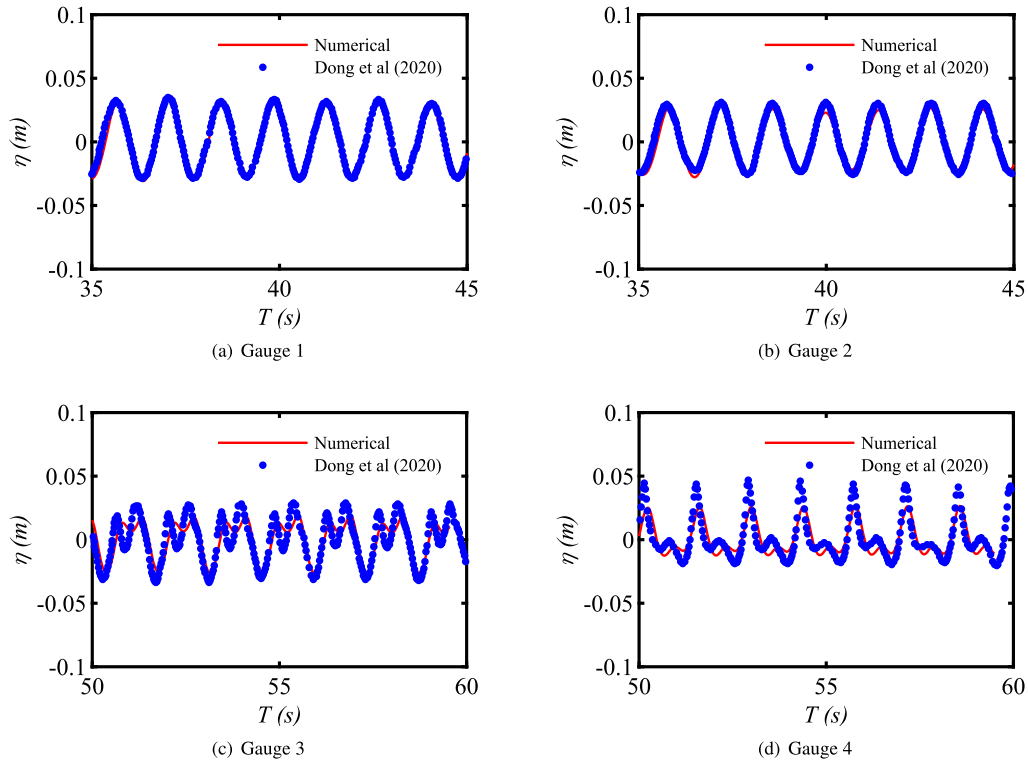 0.1
0.05
0
-0.05
-0.1
η (m)
Numerical
Dong et al (2020)
35
40
45
T (s)
(a) Gauge 1
0.1
0.05
0
-0.05
-0.1
η (m)
Numerical
Dong et al (2020)
35
40
45
T (s)
(b) Gauge 2
0.1
0.05
0
-0.05
-0.1
η (m)
Numerical
Dong et al (2020)
50
55
60
T (s)
(c) Gauge 3
0.1
0.05
0
-0.05
-0.1
η (m)
Numerical
Dong et al (2020)
50
55
60
T (s)
(d) Gauge 4